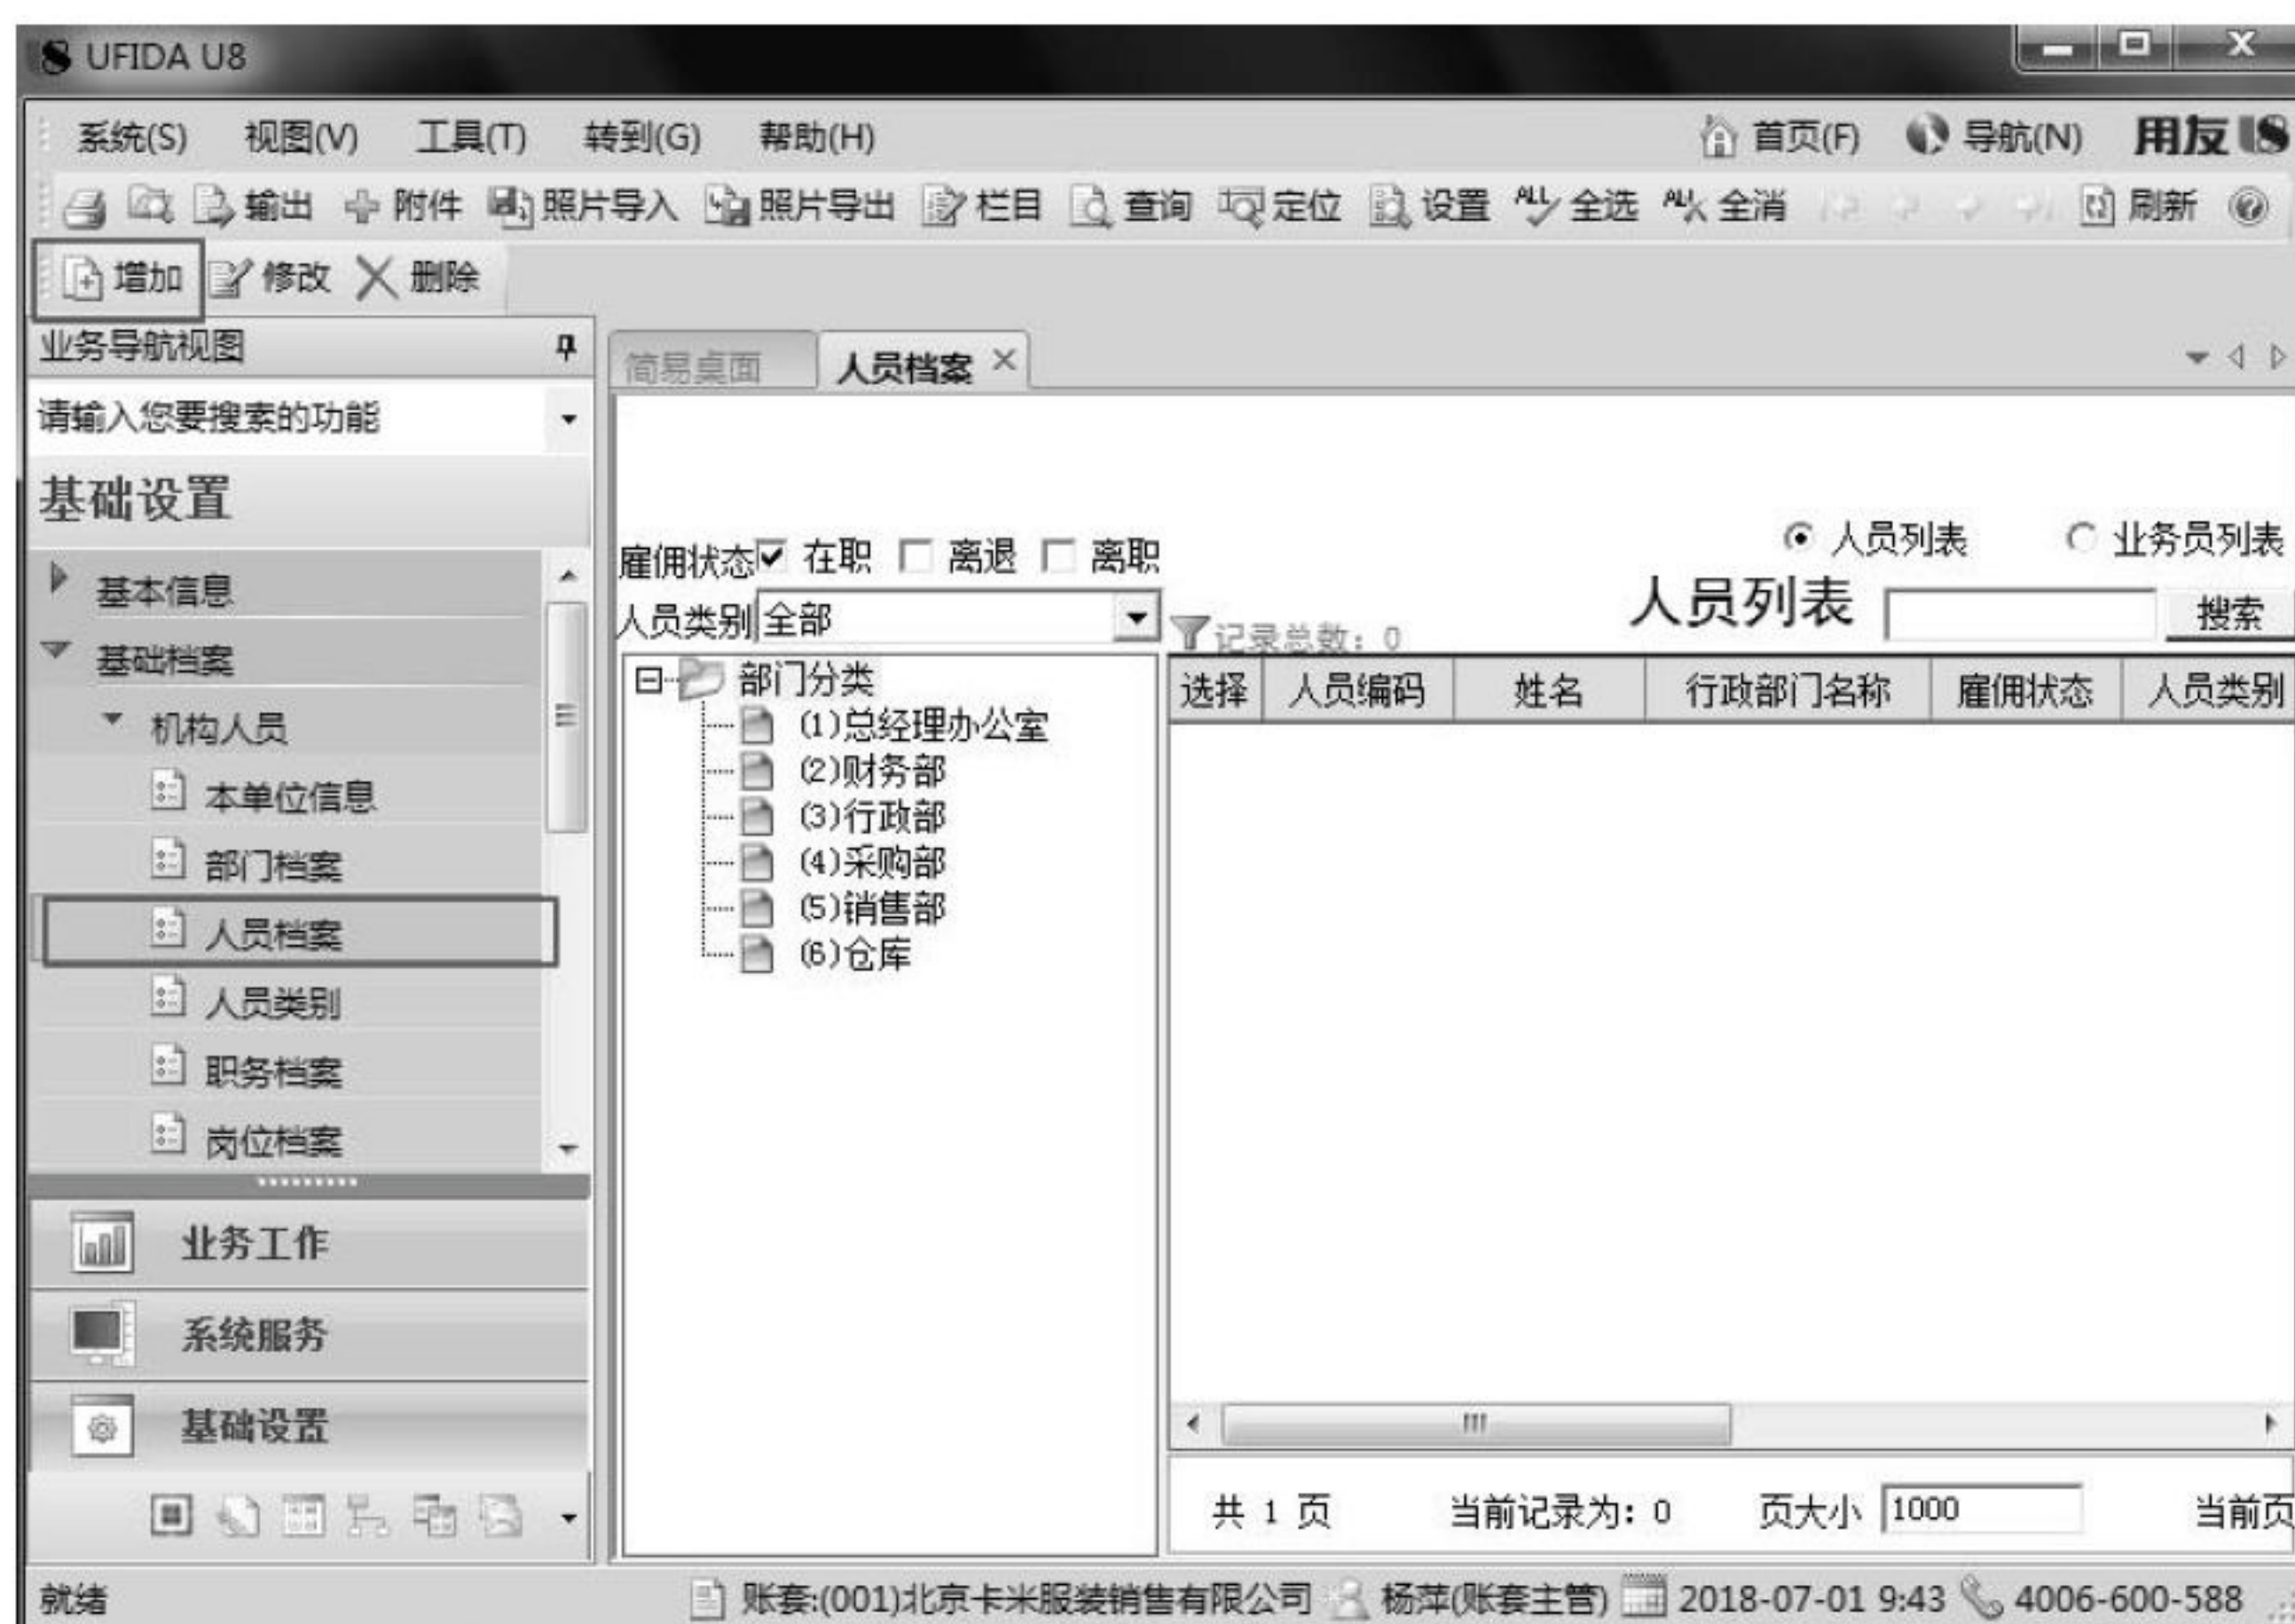 UFIDA U8
系统(S) 视图(V) 工具(T) 转到(G) 帮助(H) 首页(F) 导航(N) 用友U8
输出 附件 照片导入 照片导出 栏目 查询 定位 设置 ALL 全选 ALL 全消 刷新
增加 修改 删除
业务导航视图
简易桌面 人员档案
请输入您要搜索的功能
基础设置
基本信息
基础档案
机构人员
本单位信息
部门档案
人员档案
人员类别
职务档案
岗位档案
业务工作
系统服务
基础设置
雇佣状态 在职 离退 离职
人员类别 全部
部门分类
(1)总经理办公室
(2)财务部
(3)行政部
(4)采购部
(5)销售部
(6)仓库
人员列表 业务员列表
人员列表 搜索
记录总数: 0
选择 人员编码 姓名 行政部门名称 雇佣状态 人员类别
共 1 页 当前记录为: 0 页大小 1000 当前页
就绪 账套:(001)北京卡米服装销售有限公司 杨萍(账套主管) 2018-07-01 9:43 4006-600-588